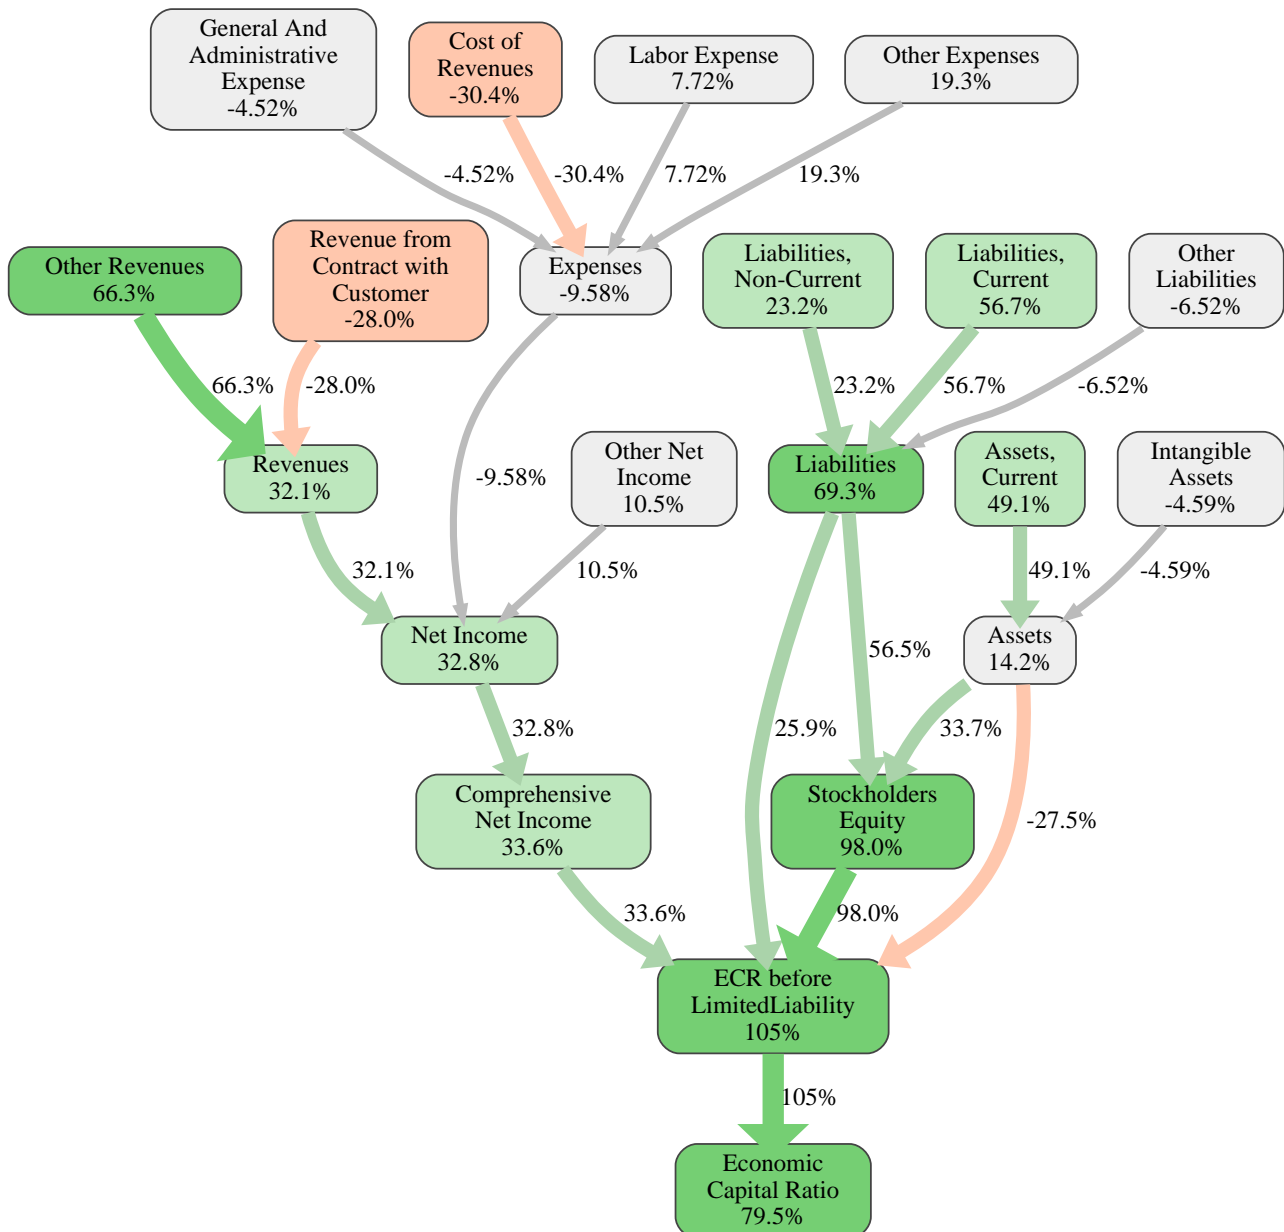 General And
Administrative
Expense
-4.52%
Cost of
Revenues
-30.4%
Labor Expense
7.72%
Other Expenses
19.3%
-4.52%
-30.4%
7.72%
19.3%
Other Revenues
66.3%
Revenue from
Contract with
Customer
-28.0%
Expenses
-9.58%
Liabilities,
Non-Current
23.2%
Liabilities,
Current
56.7%
Other
Liabilities
-6.52%
66.3%
-28.0%
23.2%
56.7%
-6.52%
Revenues
32.1%
-9.58%
Other Net
Income
10.5%
Liabilities
69.3%
Assets,
Current
49.1%
Intangible
Assets
-4.59%
32.1%
10.5%
49.1%
-4.59%
Net Income
32.8%
56.5%
Assets
14.2%
32.8%
25.9%
33.7%
Comprehensive
Net Income
33.6%
Stockholders
Equity
98.0%
-27.5%
33.6%
98.0%
ECR before
LimitedLiability
105%
105%
Economic
Capital Ratio
79.5%